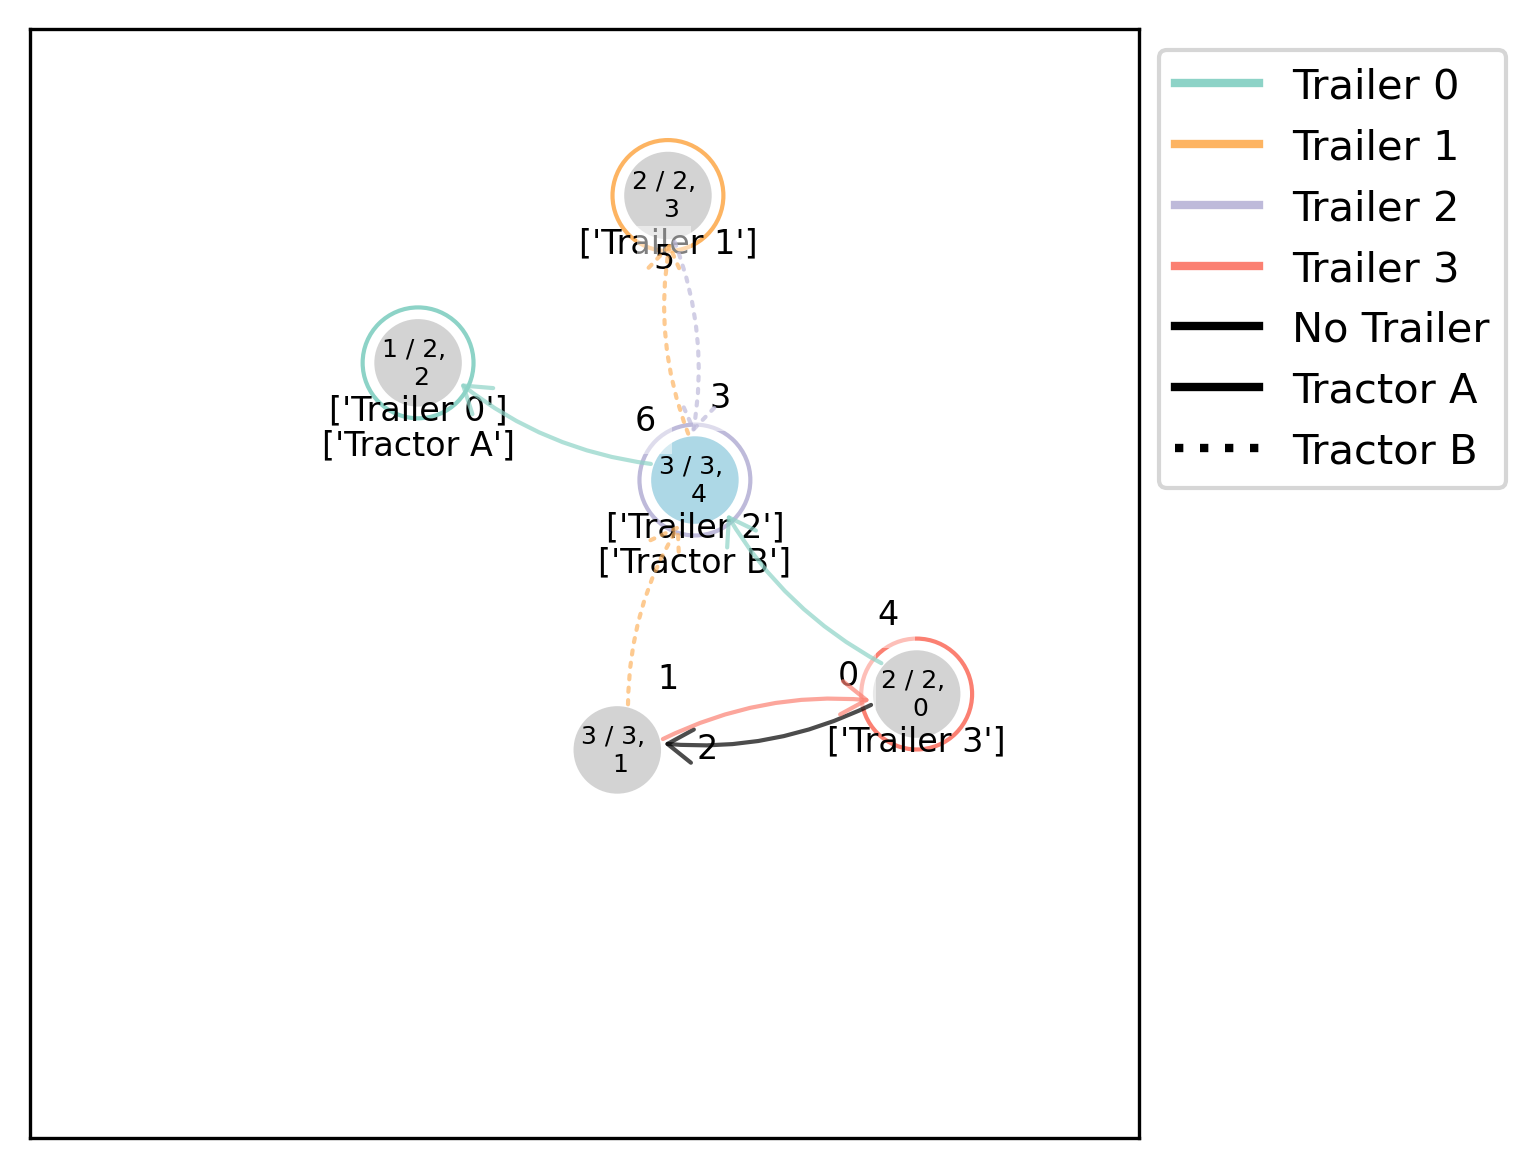 2 / 2,
3
['Trailer 1']
5
1 / 2,
2
['Trailer 0']
['Tractor A']
3
6
3 / 3,
4
['Trailer 2']
['Tractor B']
4
1
0
2 / 2,
0
['Trailer 3']
2
3 / 3,
1
Trailer 0
Trailer 1
Trailer 2
Trailer 3
No Trailer
Tractor A
Tractor B